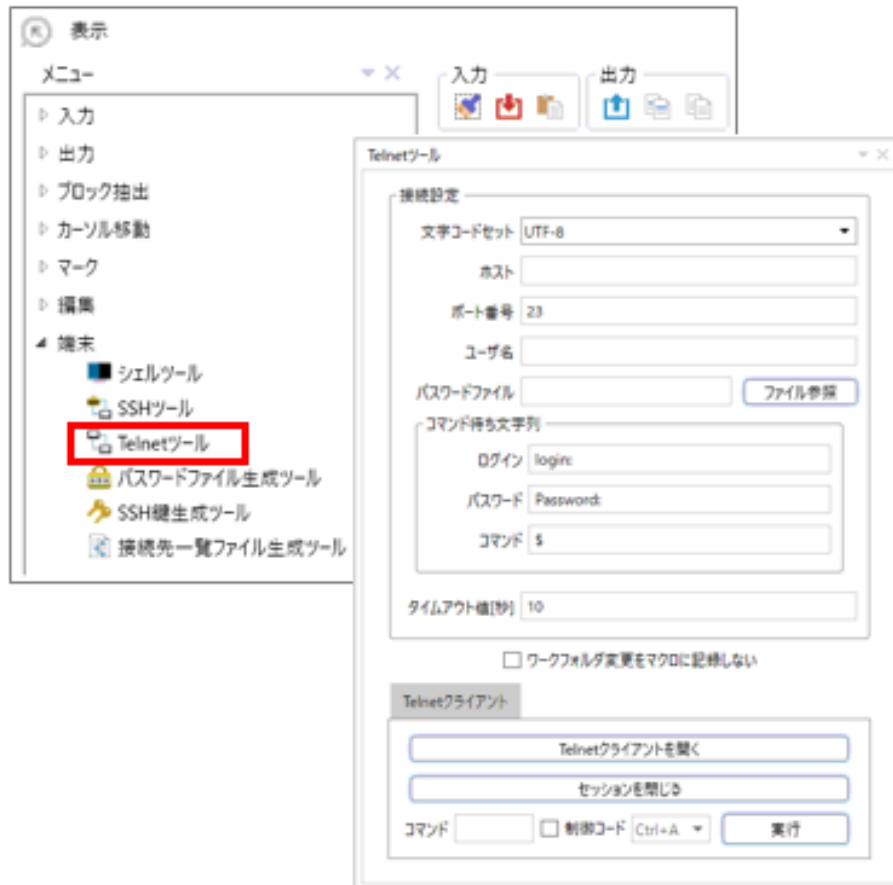 表示
メニュー
入力
出力
入力
出力
ブロック抽出
カーソル移動
マーク
編集
端末
シェルツール
SSHツール
Telnetツール
パスワードファイル生成ツール
SSH鍵生成ツール
接続先一覧ファイル生成ツール
Telnetツール
接続設定
文字コードセット UTF-8
ホスト
ポート番号 23
ユーザ名
パスワードファイル ファイル参照
コマンド待ち文字列
ログイン login:
パスワード Password:
コマンド $
タイムアウト値[秒] 10
ワークフォルダ変更をマクロに記録しない
Telnetクライアント
Telnetクライアントを開く
セッションを閉じる
コマンド 制御コード Ctrl+A 実行